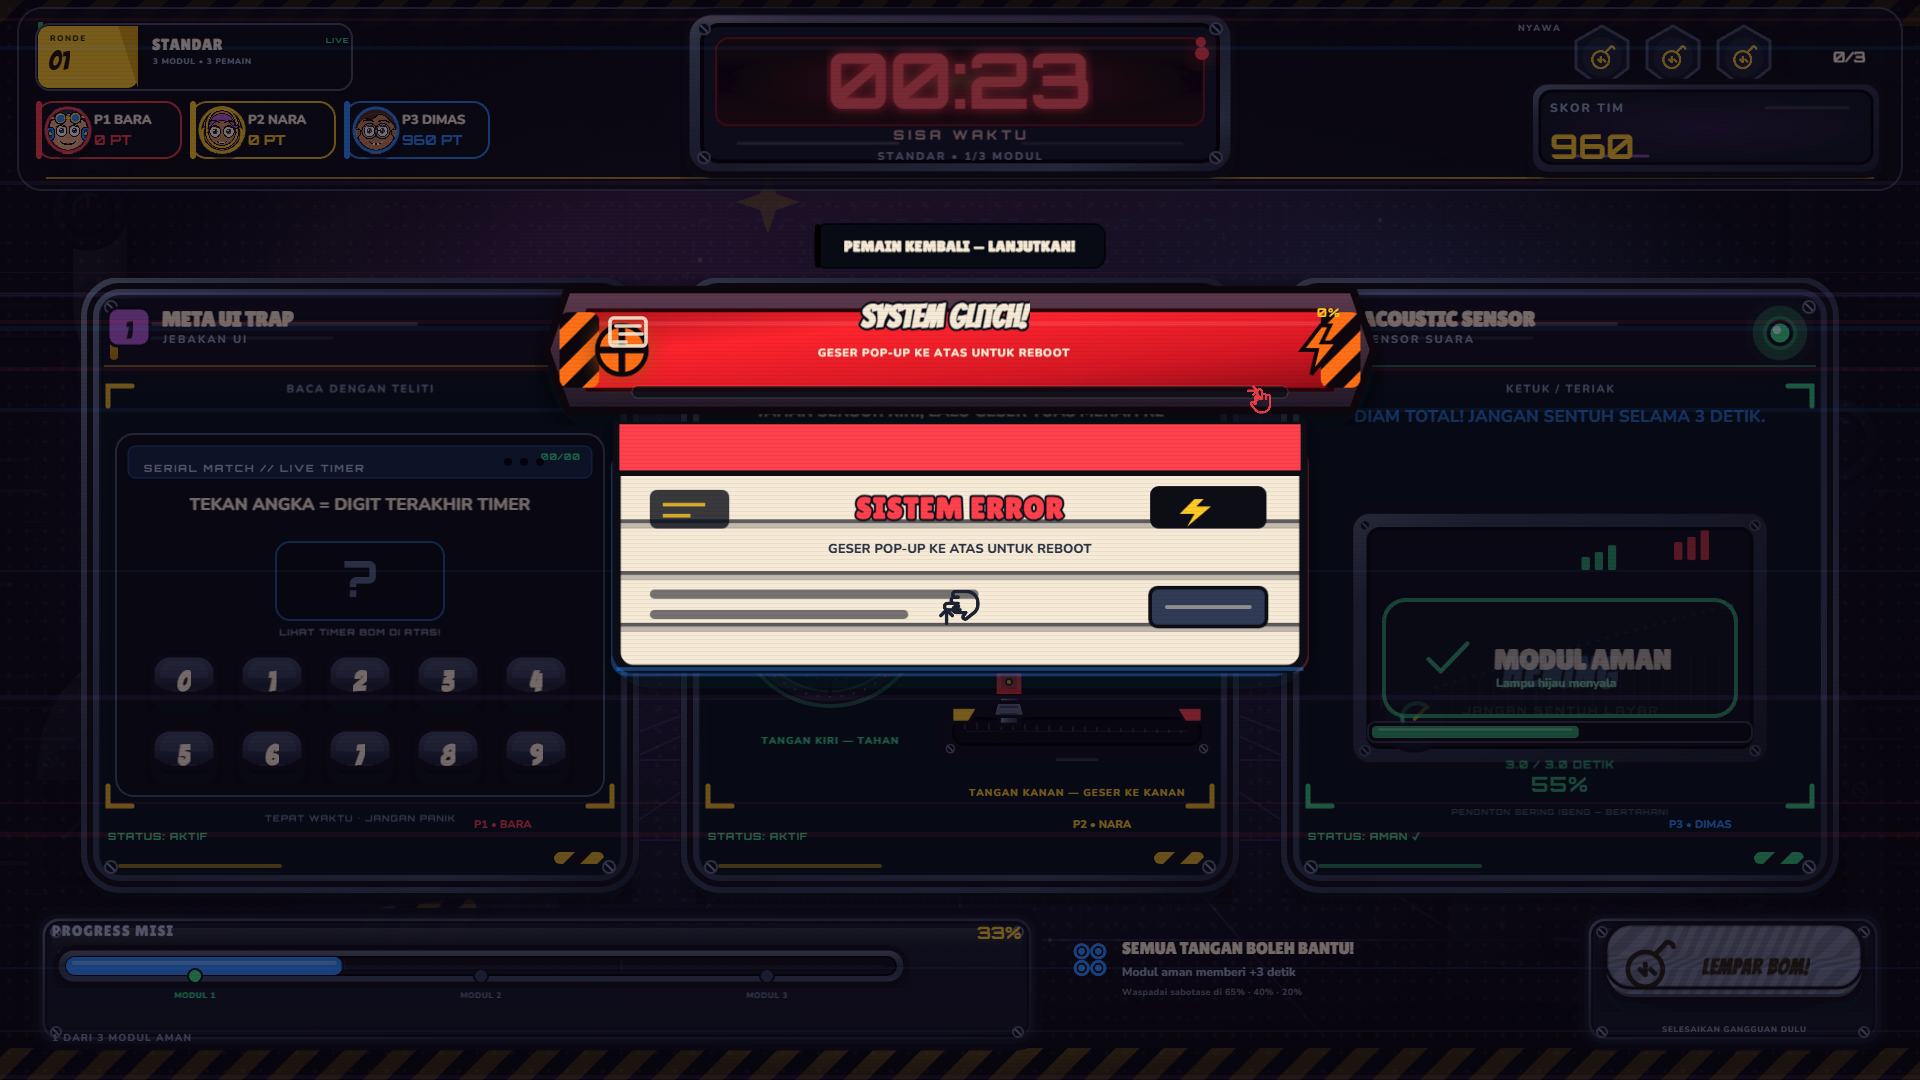 RONDE
01
STANDAR
3 MODUL • 3 PEMAIN
LIVE
P1 BARA
0 PT
P2 NARA
0 PT
P3 DIMAS
960 PT
00:23
SISA WAKTU
STANDAR • 1/3 MODUL
NYAWA
0/3
SKOR TIM
960
PEMAIN KEMBALI — LANJUTKAN!
SYSTEM GLITCH!
GESER POP-UP KE ATAS UNTUK REBOOT
0%
1
META UI TRAP
JEBAKAN UI
BACA DENGAN TELITI
SERIAL MATCH // LIVE TIMER
00/00
TEKAN ANGKA = DIGIT TERAKHIR TIMER
?
LIHAT TIMER BOM DI ATAS!
0 1 2 3 4
5 6 7 8 9
TEPAT WAKTU · JANGAN PANIK
P1 • BARA
STATUS: AKTIF
SISTEM ERROR
GESER POP-UP KE ATAS UNTUK REBOOT
TANGAN KIRI — TAHAN
TANGAN KANAN — GESER KE KANAN
P2 • NARA
STATUS: AKTIF
ACOUSTIC SENSOR
ENSOR SUARA
KETUK / TERIAK
DIAM TOTAL! JANGAN SENTUH SELAMA 3 DETIK.
MODUL AMAN
Lampu hijau menyala
JANGAN SENTUH LAYAR
3.0 / 3.0 DETIK
55%
PENONTON BERING ISENG — BERTAHAN!
P3 • DIMAS
STATUS: AMAN ✓
PROGRESS MISI
33%
MODUL 1
MODUL 2
MODUL 3
1 DARI 3 MODUL AMAN
SEMUA TANGAN BOLEH BANTU!
Modul aman memberi +3 detik
Waspadai sabotase di 65% · 40% · 20%
LEMPAR BOM!
SELESAIKAN GANGGUAN DULU